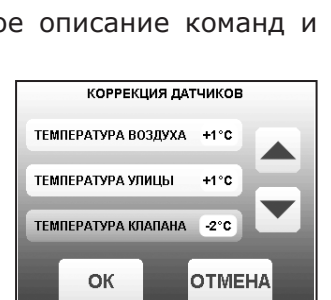 ое описание команд и
КОРРЕКЦИЯ ДАТЧИКОВ
ТЕМПЕРАТУРА ВОЗДУХА +1°C
ТЕМПЕРАТУРА УЛИЦЫ +1°C
ТЕМПЕРАТУРА КЛАПАНА -2°C
ОК ОТМЕНА